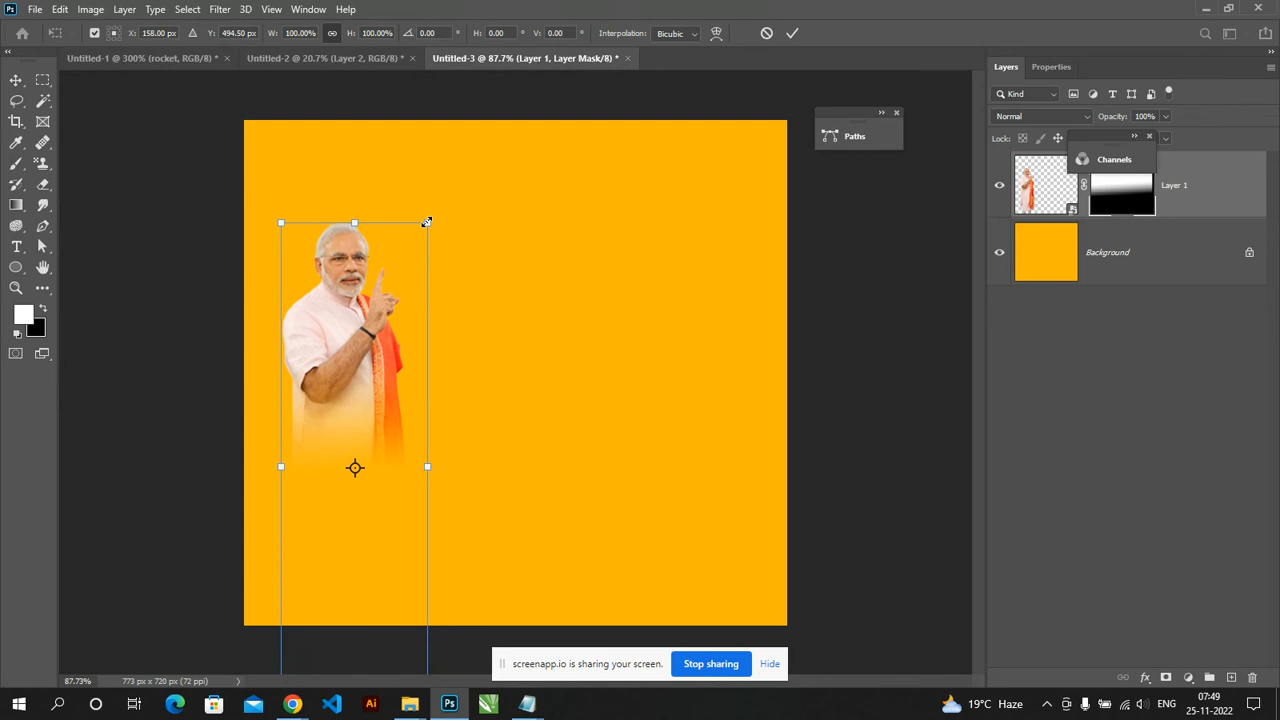 Ps File Edit Image Layer Type Select Filter 3D View Window Help
X: 158.00 px Y: 494.50 px W: 100.00% H: 100.00% 0.00 ° H: 0.00 ° V: 0.00 ° Interpolation: Bicubic
Untitled-1 @ 300% (rocket, RGB/8) * × Untitled-2 @ 20.7% (Layer 2, RGB/8) * × Untitled-3 @ 87.7% (Layer 1, Layer Mask/8) * ×
Layers Properties
Kind
Normal Opacity: 100%
Paths
Lock:
Channels
Layer 1
Background
screenapp.io is sharing your screen. Stop sharing Hide
87.73% 773 px x 720 px (72 ppi)
Ai Ps 19°C Haze ENG 07:49
25-11-2022